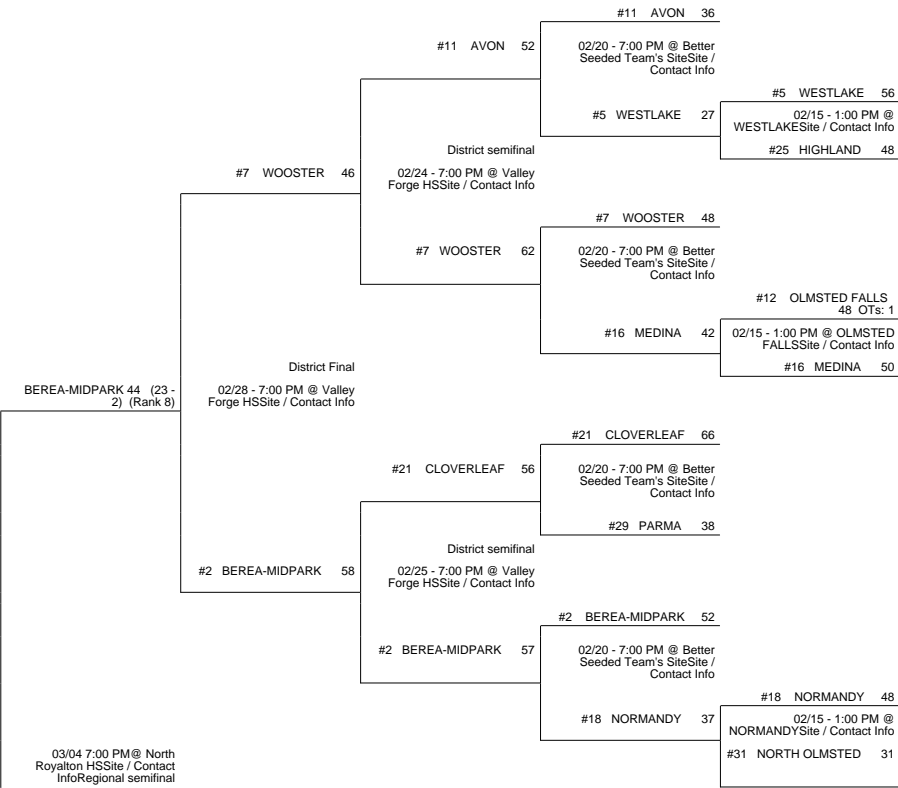 #11 AVON 36
#11 AVON 52
02/20 - 7:00 PM @ Better
Seeded Team's SiteSite /
Contact Info
#5 WESTLAKE 56
#5 WESTLAKE 27
02/15 - 1:00 PM @
WESTLAKESite / Contact Info
#25 HIGHLAND 48
District semifinal
#7 WOOSTER 46
02/24 - 7:00 PM @ Valley
Forge HSSite / Contact Info
#7 WOOSTER 48
#7 WOOSTER 62
02/20 - 7:00 PM @ Better
Seeded Team's SiteSite /
Contact Info
#12 OLMSTED FALLS
48 OTs: 1
#16 MEDINA 42
02/15 - 1:00 PM @ OLMSTED
FALLSSite / Contact Info
#16 MEDINA 50
District Final
BEREA-MIDPARK 44 (23 -
2) (Rank 8)
02/28 - 7:00 PM @ Valley
Forge HSSite / Contact Info
#21 CLOVERLEAF 66
#21 CLOVERLEAF 56
02/20 - 7:00 PM @ Better
Seeded Team's SiteSite /
Contact Info
#29 PARMA 38
District semifinal
#2 BEREA-MIDPARK 58
02/25 - 7:00 PM @ Valley
Forge HSSite / Contact Info
#2 BEREA-MIDPARK 52
#2 BEREA-MIDPARK 57
02/20 - 7:00 PM @ Better
Seeded Team's SiteSite /
Contact Info
#18 NORMANDY 48
#18 NORMANDY 37
02/15 - 1:00 PM @
NORMANDYSite / Contact Info
#31 NORTH OLMSTED 31
03/04 7:00 PM@ North
Royalton HSSite / Contact
InfoRegional semifinal